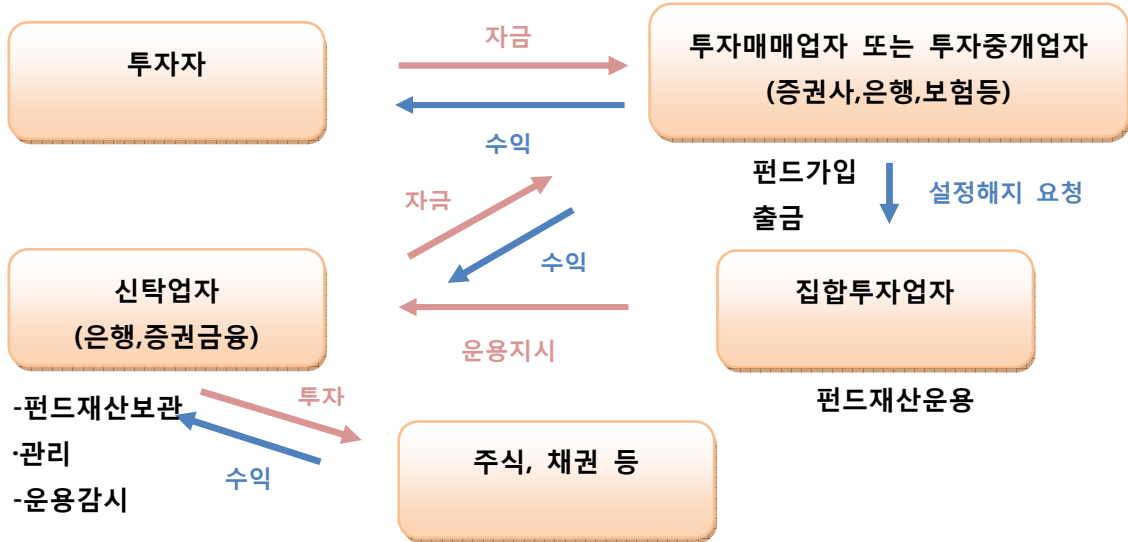 투자자
자금
수익
투자매매업자 또는 투자중개업자
(증권사,은행,보험등)
펀드가입
출금
설정해지 요청
자금
수익
신탁업자
(은행,증권금융)
운용지시
집합투자업자
펀드재산운용
-펀드재산보관
·관리
-운용감시
투자
수익
주식, 채권 등